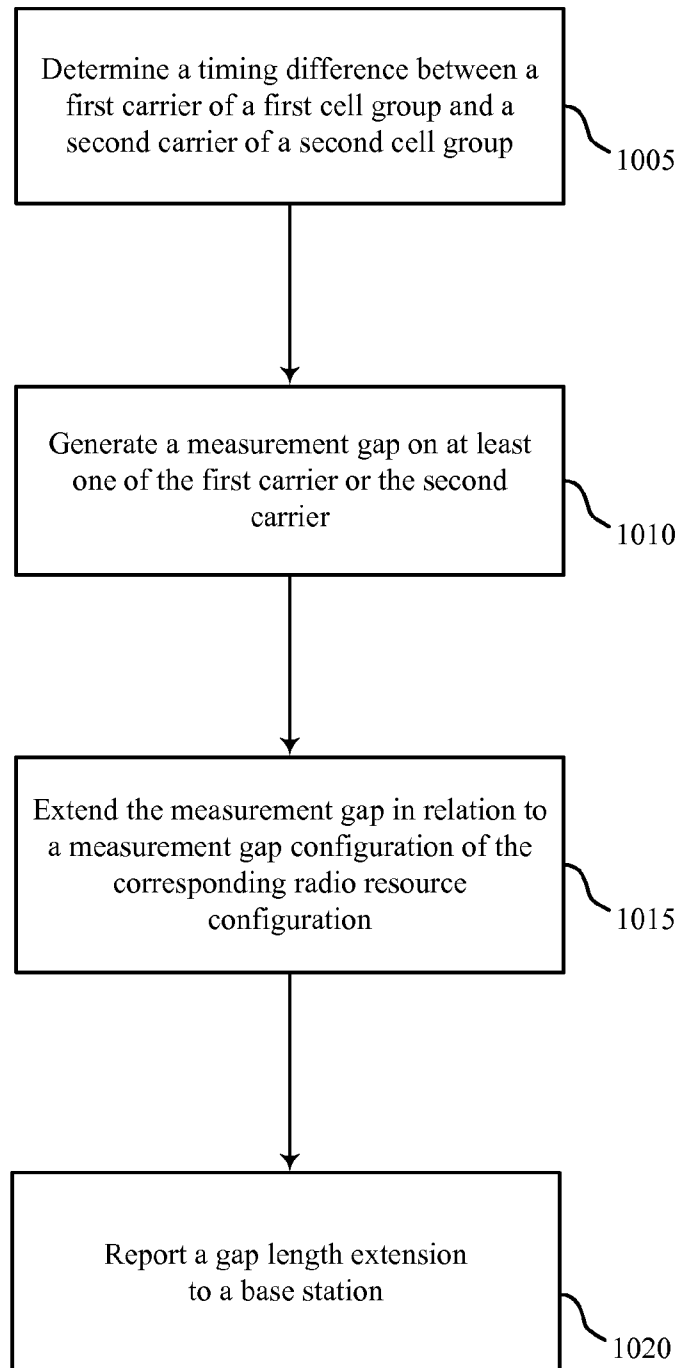 Determine a timing difference between a
first carrier of a first cell group and a
second carrier of a second cell group
1005
Generate a measurement gap on at least
one of the first carrier or the second
carrier
1010
Extend the measurement gap in relation to
a measurement gap configuration of the
corresponding radio resource
configuration
1015
Report a gap length extension
to a base station
1020